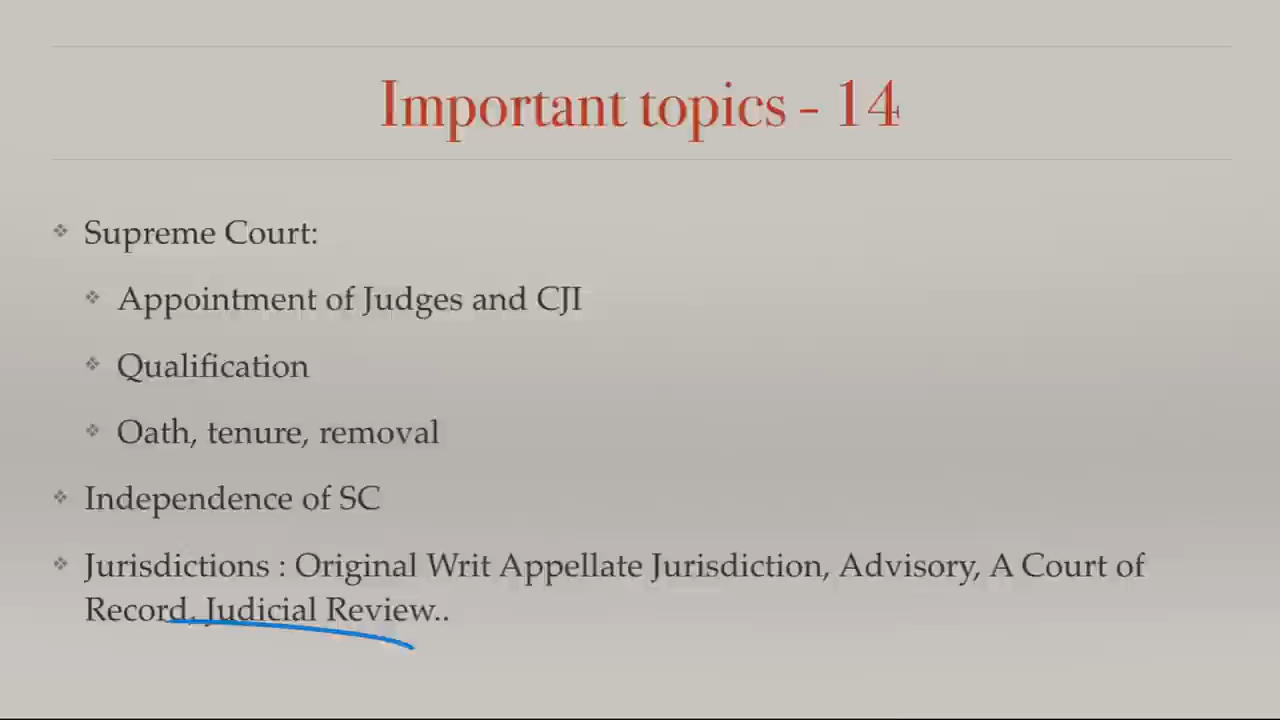 Important topics - 14
Supreme Court:
Appointment of Judges and CJI
Qualification
Oath, tenure, removal
Independence of SC
Jurisdictions : Original Writ Appellate Jurisdiction, Advisory, A Court of
Record, Judicial Review..